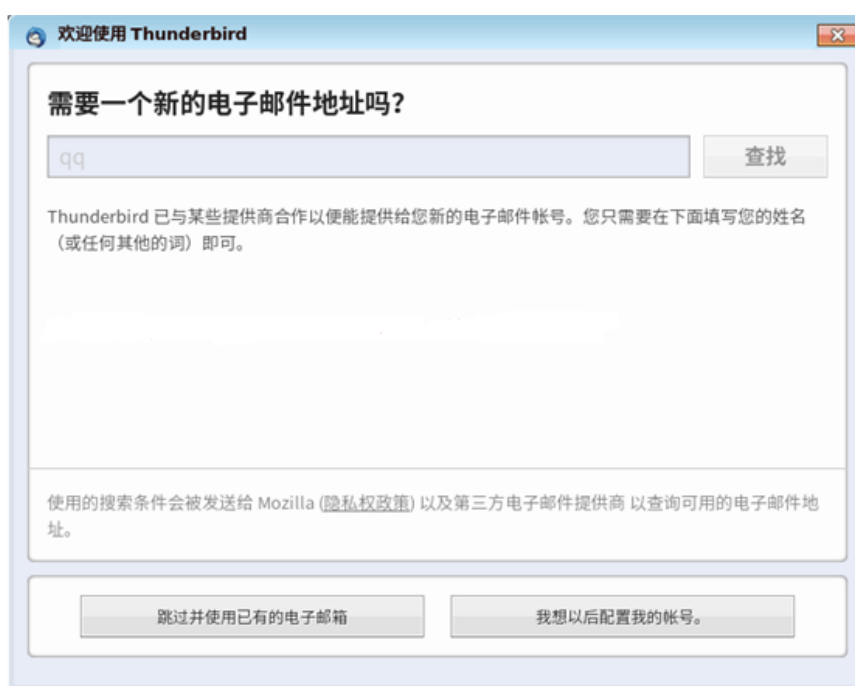 欢迎使用 Thunderbird
需要一个新的电子邮件地址吗？
qq
查找
Thunderbird 已与某些提供商合作以便能提供给您新的电子邮件帐号。您只需要在下面填写您的姓名
（或任何其他的词）即可。
使用的搜索条件会被发送给 Mozilla (隐私权政策) 以及第三方电子邮件提供商 以查询可用的电子邮件地
址。
跳过并使用已有的电子邮箱
我想以后配置我的帐号。